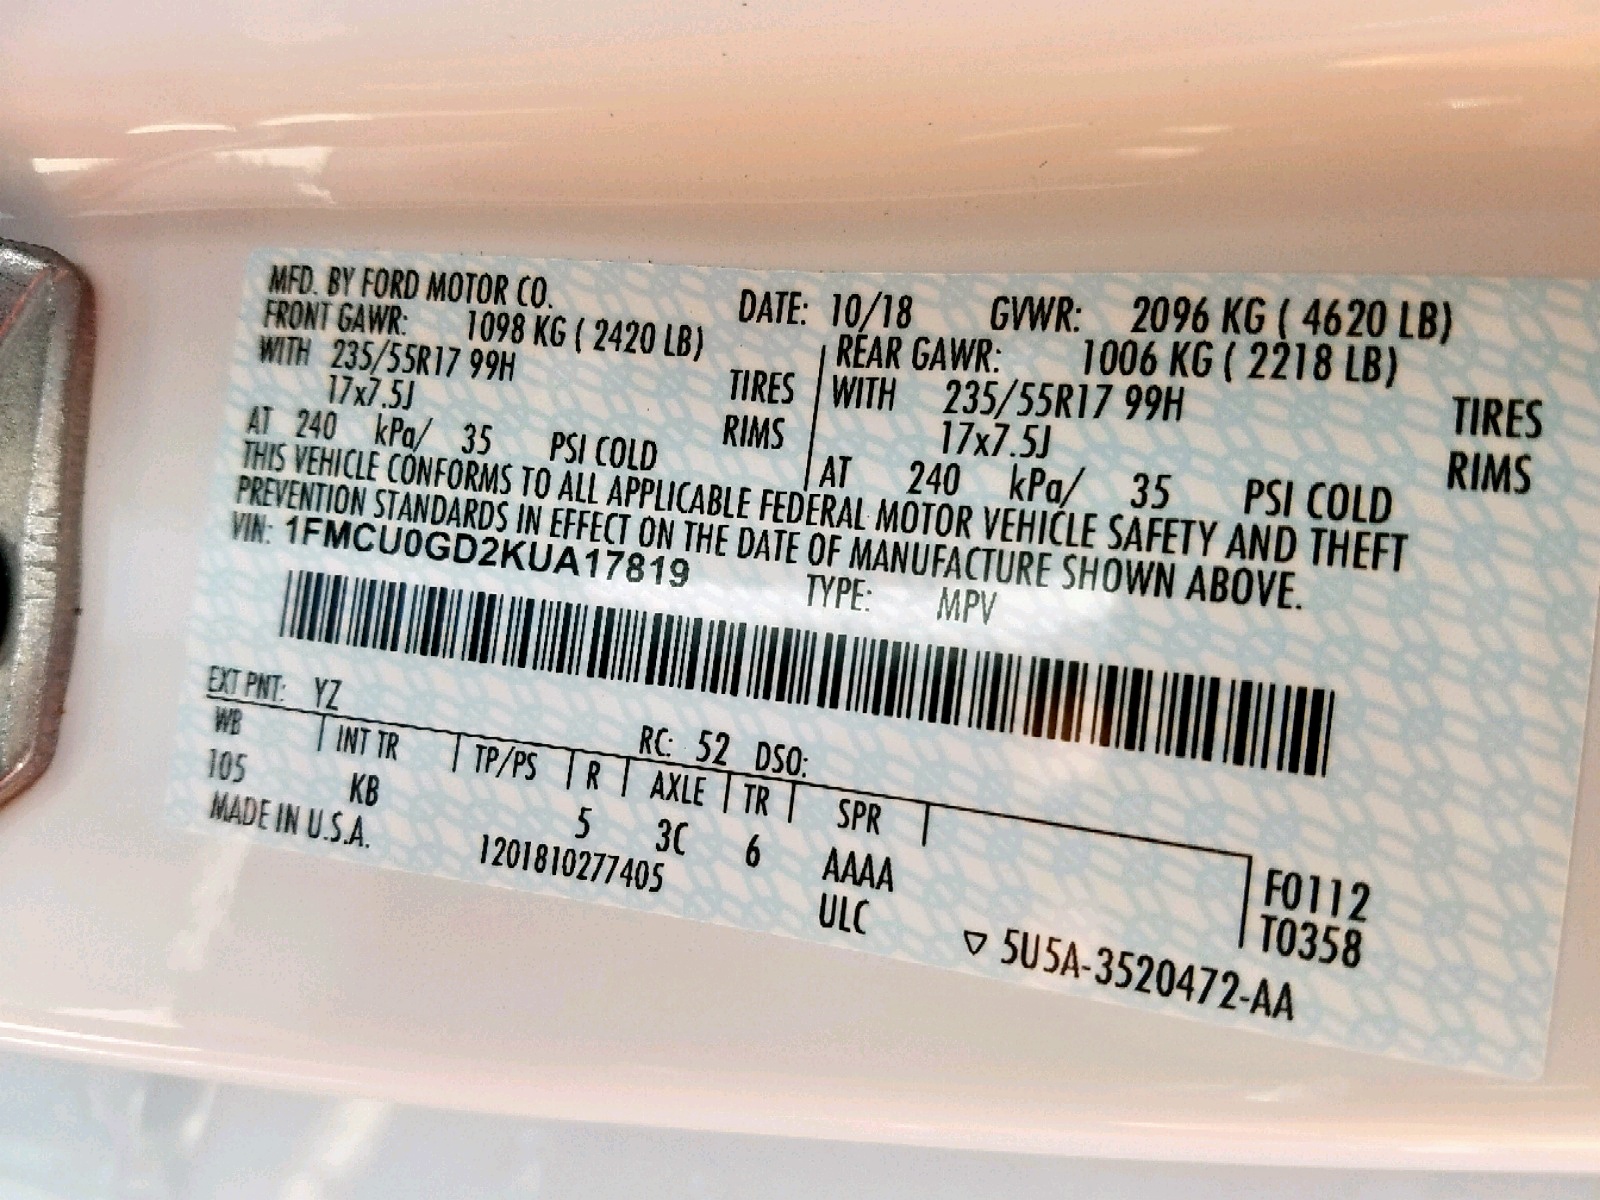 MFD. BY FORD MOTOR CO. DATE: 10/18 GVWR: 2096 KG ( 4620 LB)
FRONT GAWR: 1098 KG ( 2420 LB) REAR GAWR: 1006 KG ( 2218 LB)
WITH 235/55R17 99H TIRES WITH 235/55R17 99H TIRES
17x7.5J RIMS 17x7.5J RIMS
AT 240 kPa/ 35 PSI COLD AT 240 kPa/ 35 PSI COLD
THIS VEHICLE CONFORMS TO ALL APPLICABLE FEDERAL MOTOR VEHICLE SAFETY AND THEFT
PREVENTION STANDARDS IN EFFECT ON THE DATE OF MANUFACTURE SHOWN ABOVE.
VIN: 1FMCU0GD2KUA17819 TYPE: MPV
EXT PNT: YZ RC: 52 DSO:
WB INT TR TP/PS R AXLE TR SPR
105 KB 5 3C 6 AAAA F0112
MADE IN U.S.A. 1201810277405 ULC T0358
▽ 5U5A-3520472-AA